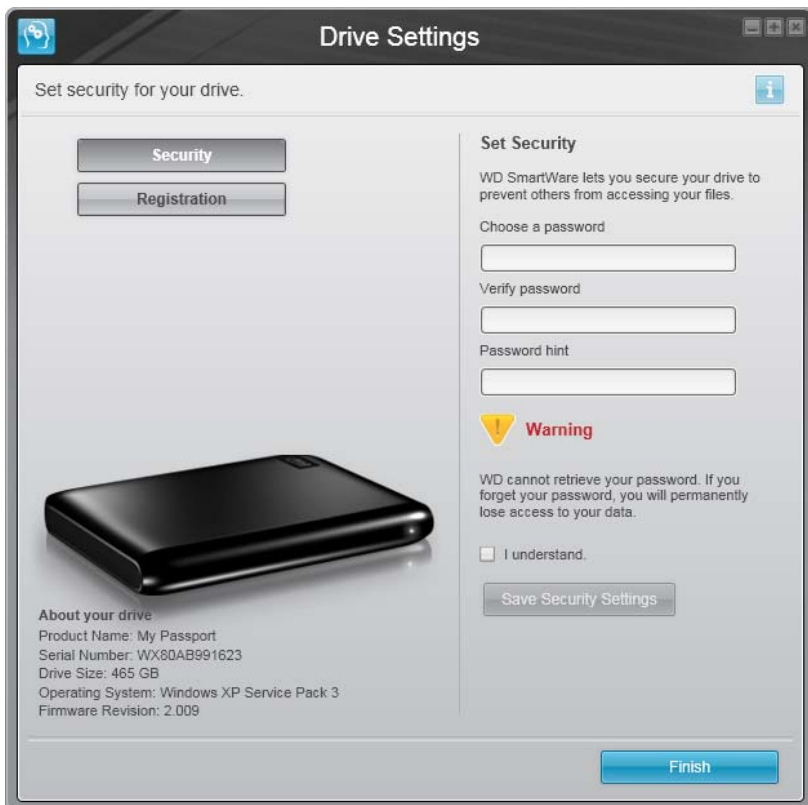 Drive Settings
Set security for your drive.
Security
Registration
About your drive
Product Name: My Passport
Serial Number: WX80AB991623
Drive Size: 465 GB
Operating System: Windows XP Service Pack 3
Firmware Revision: 2.009
Set Security
WD SmartWare lets you secure your drive to
prevent others from accessing your files.
Choose a password
Verify password
Password hint
Warning
WD cannot retrieve your password. If you
forget your password, you will permanently
lose access to your data.
I understand.
Save Security Settings
Finish